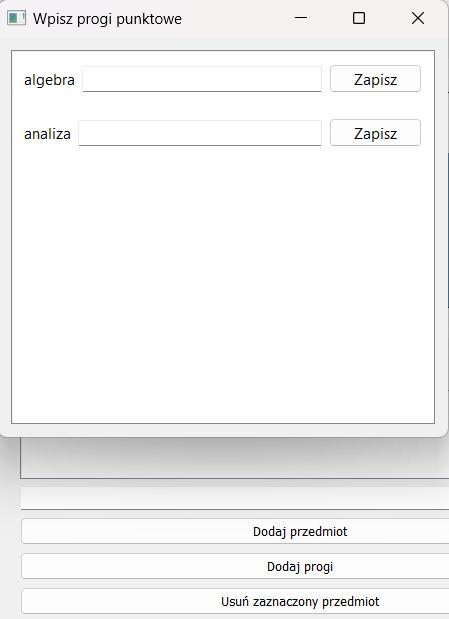 Wpisz progi punktowe
algebra Zapisz
analiza Zapisz
Dodaj przedmiot
Dodaj progi
Usuń zaznaczony przedmiot